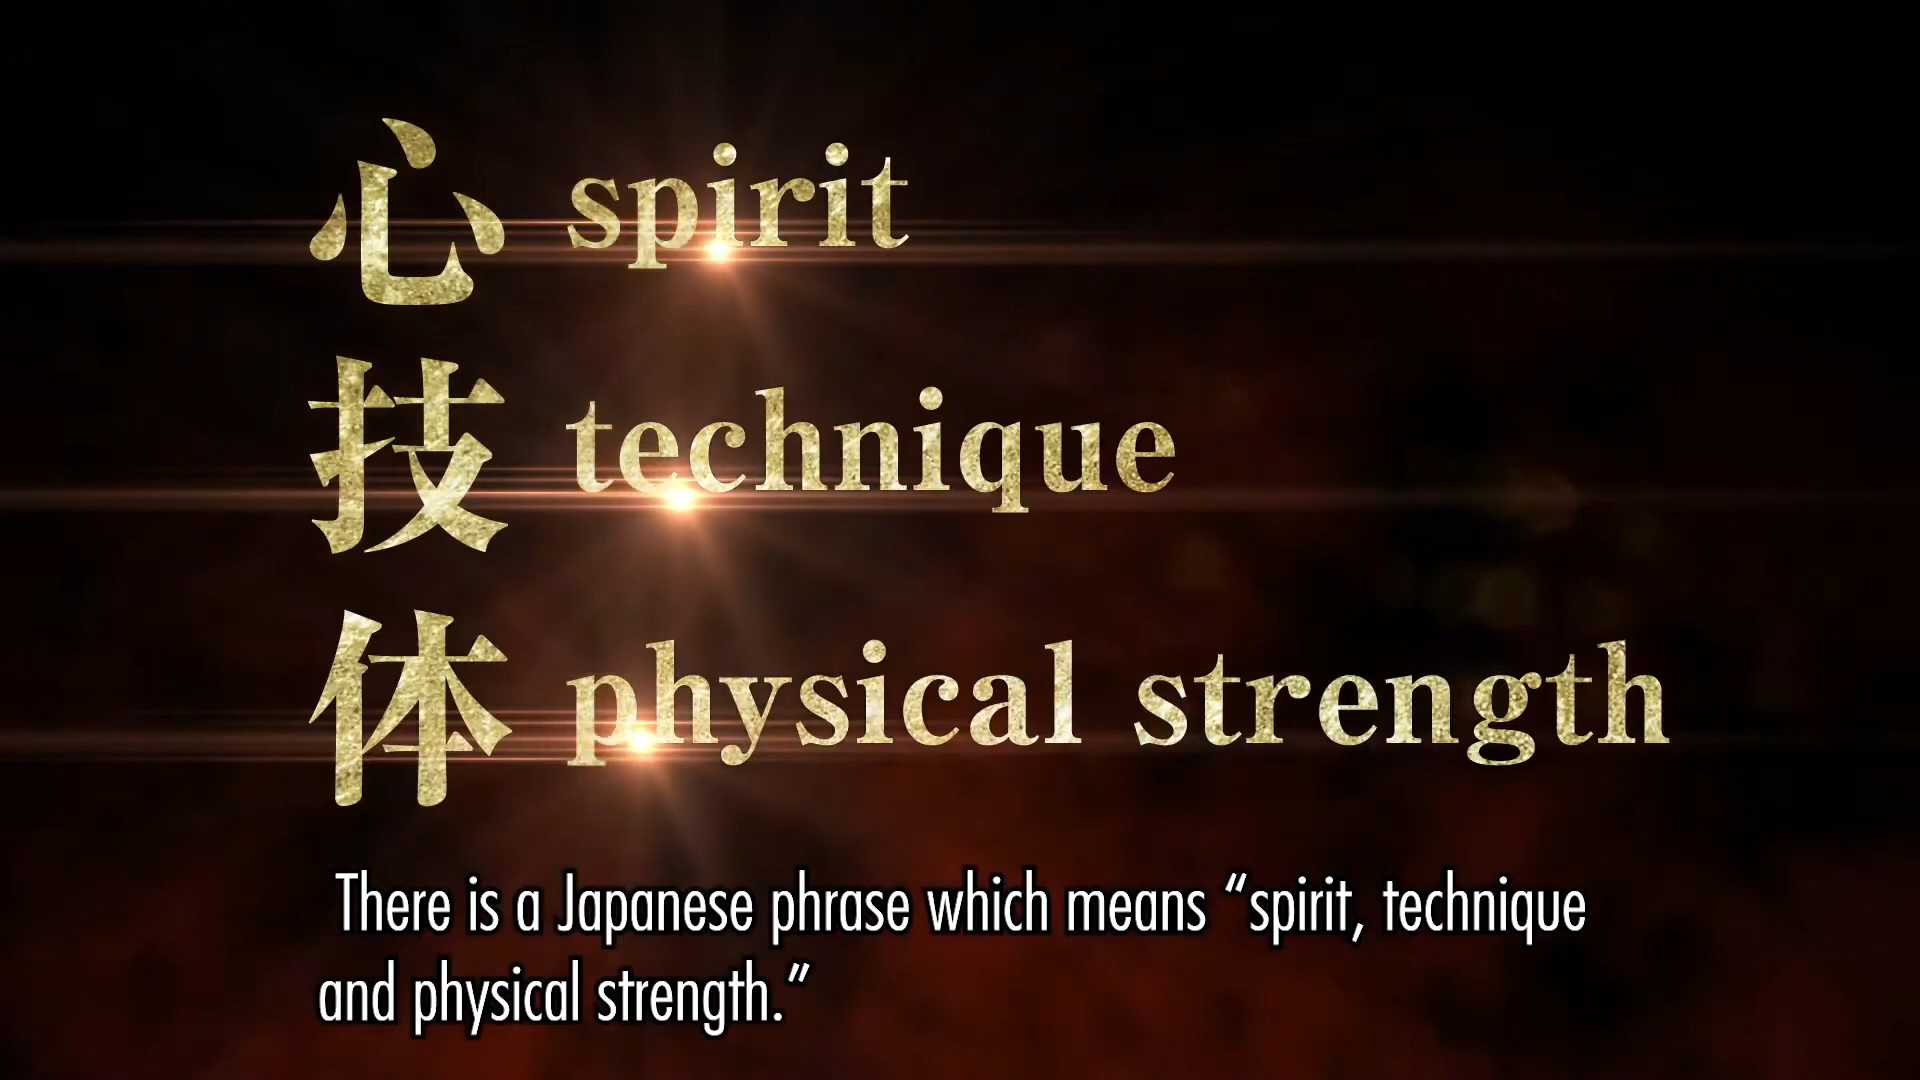 心 spirit
技 technique
体 physical strength
There is a Japanese phrase which means “spirit, technique
and physical strength.”